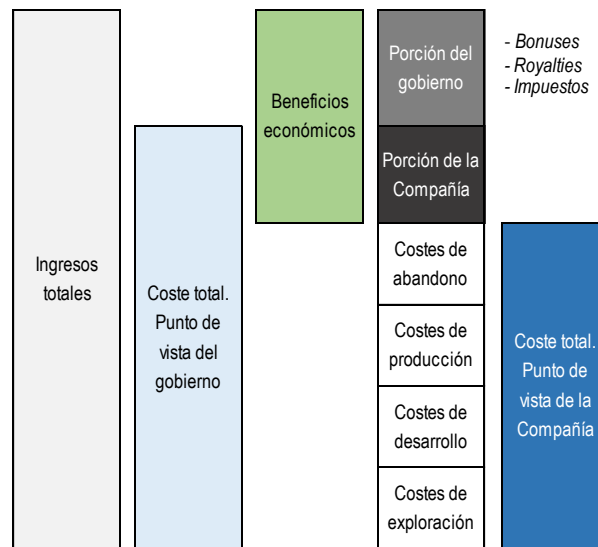 Ingresos
totales
Coste total.
Punto de
vista del
gobierno
Beneficios
económicos
Porción del
gobierno
Porción de la
Compañía
Costes de
abandono
Costes de
producción
Costes de
desarrollo
Costes de
exploración
- Bonuses
- Royalties
- Impuestos
Coste total.
Punto de
vista de la
Compañía